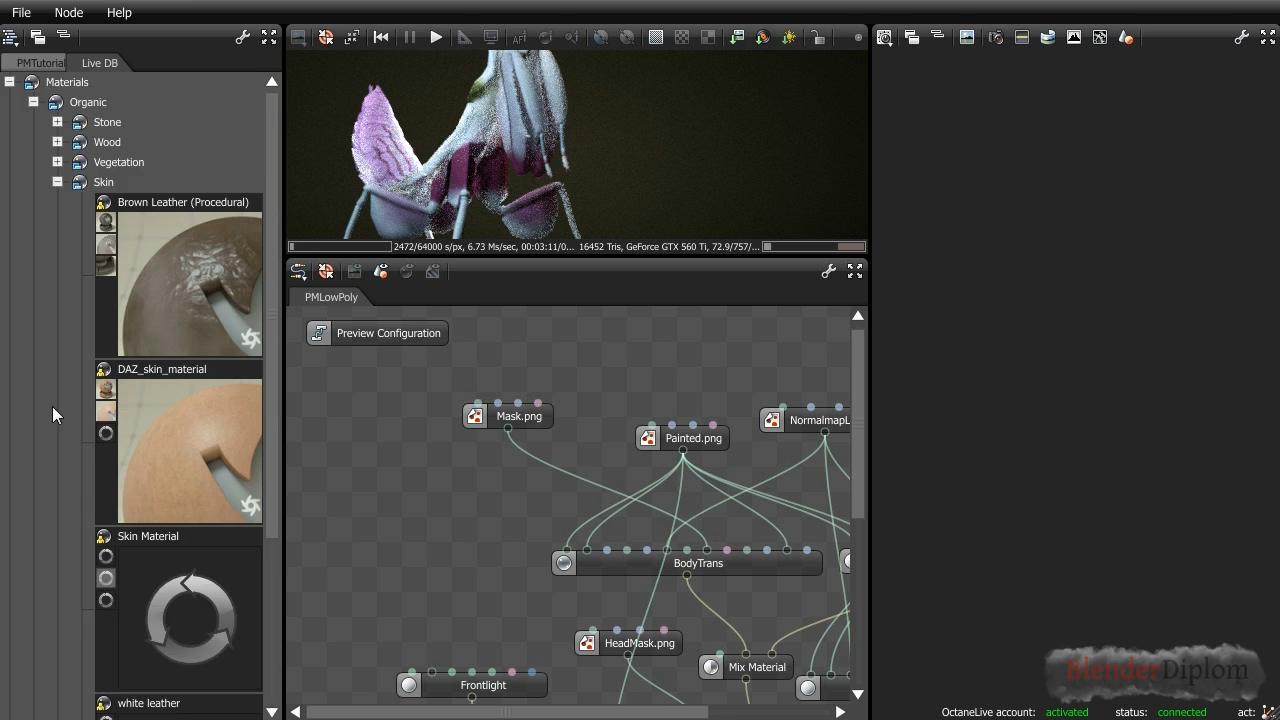 File Node Help
PMTutorial Live DB
Materials
Organic
Stone
Wood
Vegetation
Skin
Brown Leather (Procedural)
DAZ_skin_material
Skin Material
white leather
2472/64000 s/px, 6.73 Ms/sec, 00:03:11/0... 16452 Tris, GeForce GTX 560 Ti, 72.9/757/...
PMLowPoly
Preview Configuration
Mask.png
Painted.png
NormalmapL
BodyTrans
HeadMask.png
Mix Material
Frontlight
BlenderDiplom
OctaneLive account: activated status: connected act: